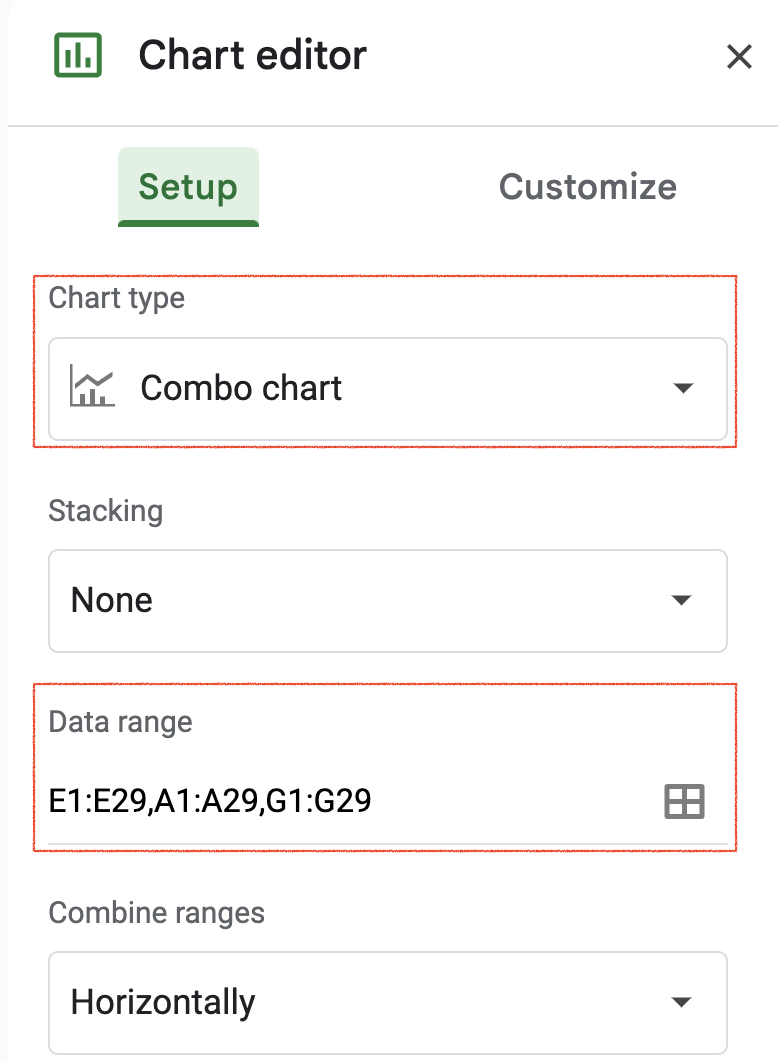 Chart editor
Setup
Customize
Chart type
Combo chart
Stacking
None
Data range
E1:E29,A1:A29,G1:G29
Combine ranges
Horizontally